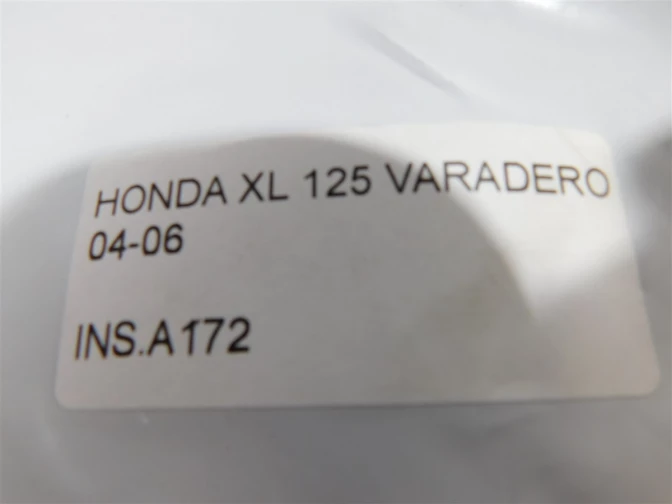 HONDA XL 125 VARADERO
04-06
INS.A172